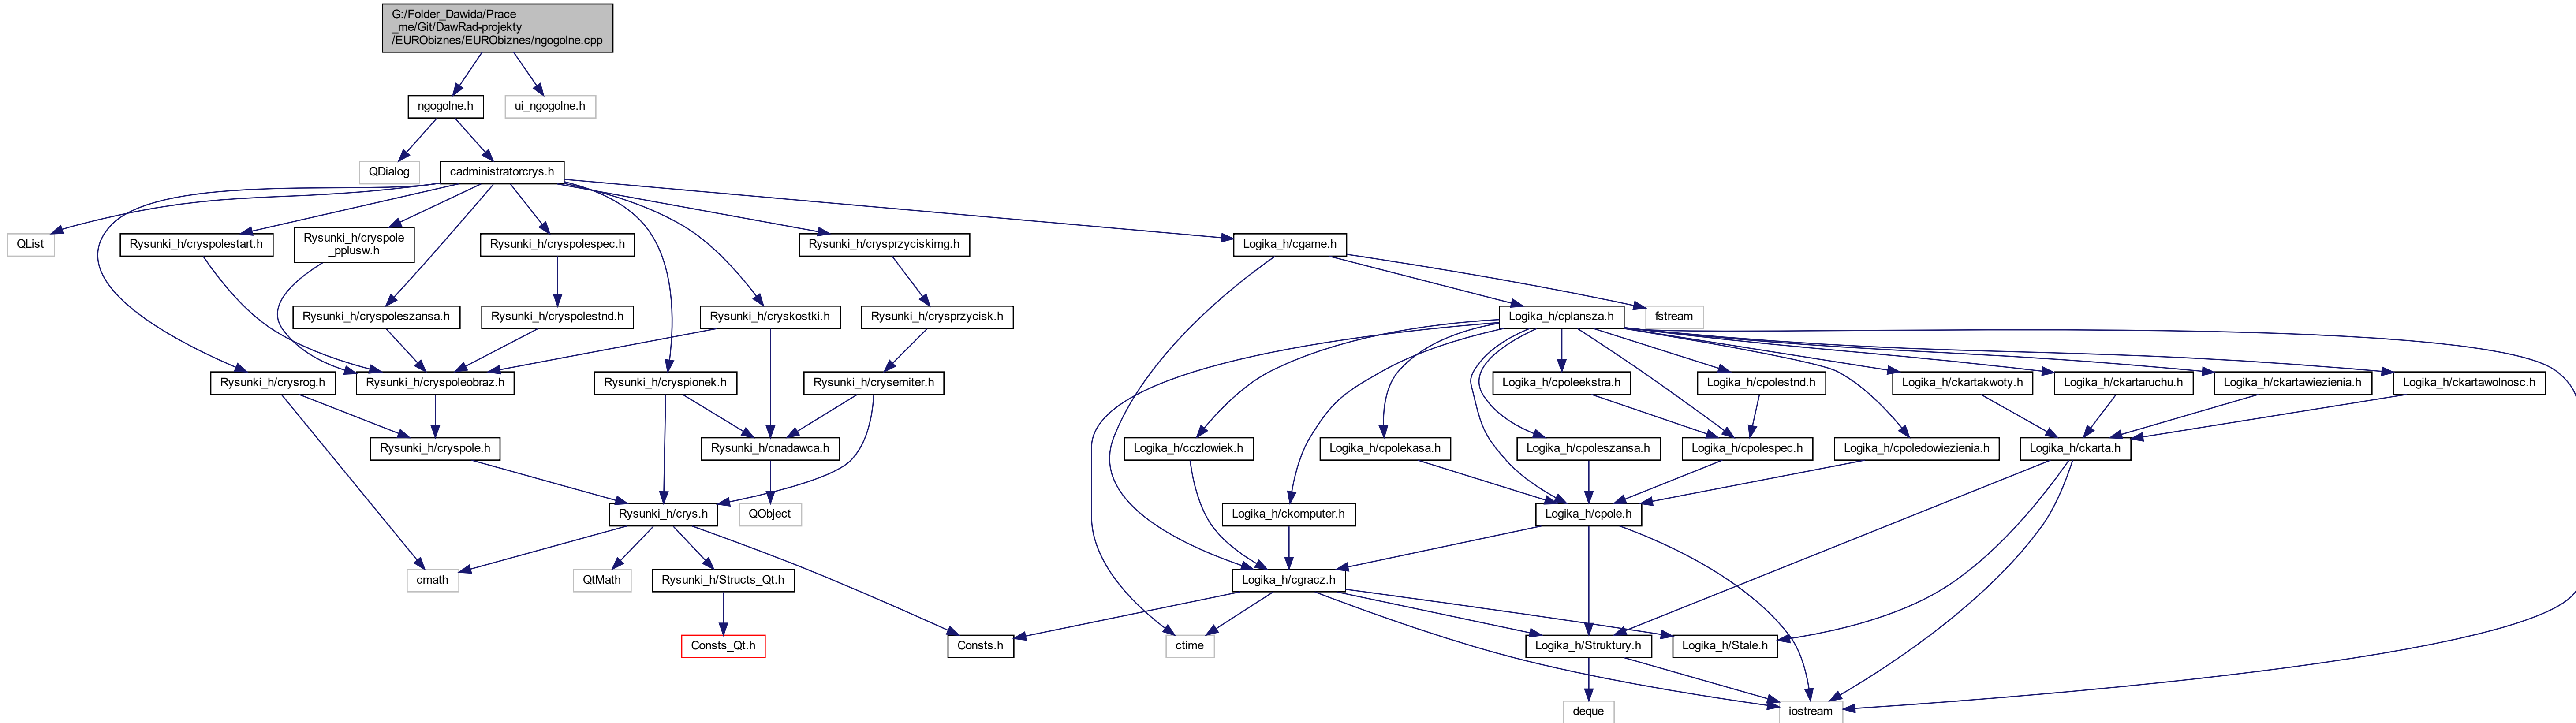 G:/Folder_Dawida/Prace
_me/Git/DawRad-projekty
/EURObiznes/EURObiznes/ngogolne.cpp
ngogolne.h
ui_ngogolne.h
QDialog
cadministratorcrys.h
QList
Rysunki_h/cryspolestart.h
Rysunki_h/cryspole
_pplusw.h
Rysunki_h/cryspolespec.h
Rysunki_h/crysprzyciskimg.h
Logika_h/cgame.h
Rysunki_h/cryspoleszansa.h
Rysunki_h/cryspolestnd.h
Rysunki_h/cryskostki.h
Rysunki_h/crysprzycisk.h
Logika_h/cplansza.h
fstream
Rysunki_h/crysrog.h
Rysunki_h/cryspoleobraz.h
Rysunki_h/cryspionek.h
Rysunki_h/crysemiter.h
Logika_h/cpoleekstra.h
Logika_h/cpolestnd.h
Logika_h/ckartakwoty.h
Logika_h/ckartaruchu.h
Logika_h/ckartawiezienia.h
Logika_h/ckartawolnosc.h
Rysunki_h/cryspole.h
Rysunki_h/cnadawca.h
Logika_h/cczlowiek.h
Logika_h/cpolekasa.h
Logika_h/cpoleszansa.h
Logika_h/cpolespec.h
Logika_h/cpoledowiezienia.h
Logika_h/ckarta.h
Rysunki_h/crys.h
QObject
Logika_h/ckomputer.h
Logika_h/cpole.h
cmath
QtMath
Rysunki_h/Structs_Qt.h
Logika_h/cgracz.h
Consts_Qt.h
Consts.h
ctime
Logika_h/Struktury.h
Logika_h/Stale.h
deque
iostream